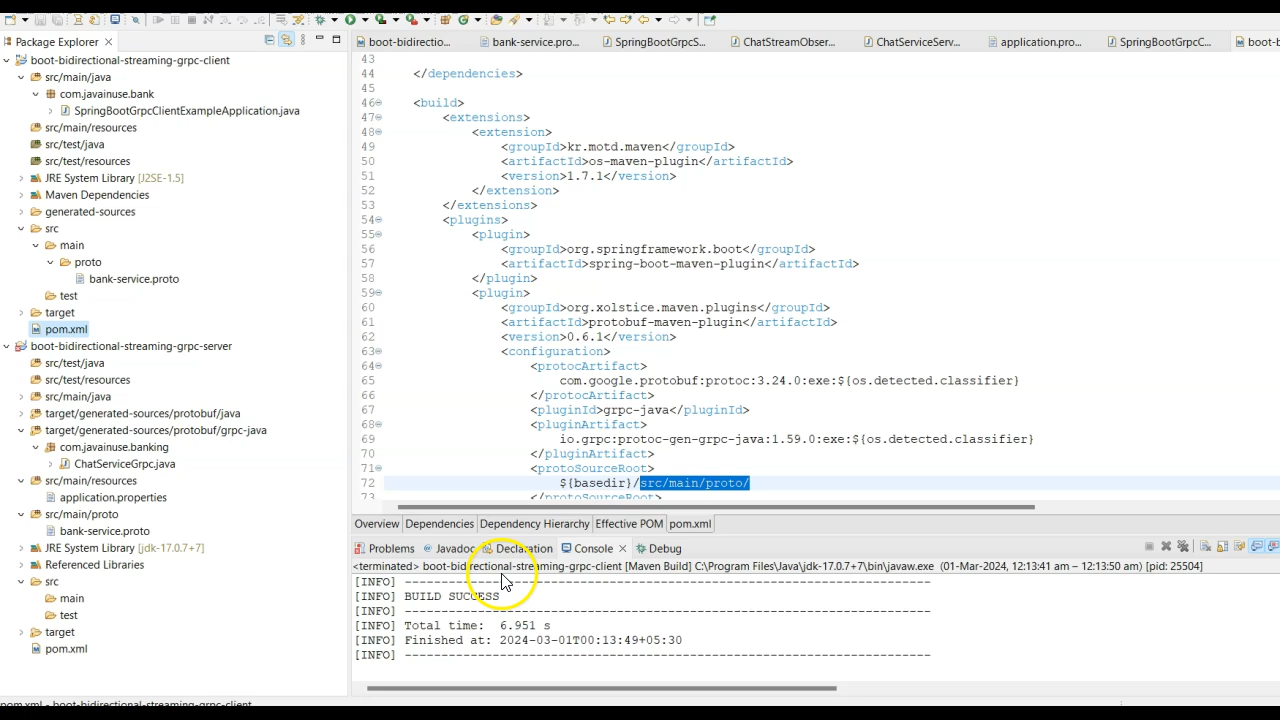 Package Explorer
boot-bidirectional-streaming-grpc-client
src/main/java
com.javainuse.bank
SpringBootGrpcClientExampleApplication.java
src/main/resources
src/test/java
src/test/resources
JRE System Library [J2SE-1.5]
Maven Dependencies
generated-sources
src
main
proto
bank-service.proto
test
target
pom.xml
boot-bidirectional-streaming-grpc-server
src/test/java
src/test/resources
src/main/java
target/generated-sources/protobuf/java
target/generated-sources/protobuf/grpc-java
com.javainuse.banking
ChatServiceGrpc.java
src/main/resources
application.properties
src/main/proto
bank-service.proto
JRE System Library [jdk-17.0.7+7]
Referenced Libraries
src
main
test
target
pom.xml
boot-bidirectio... bank-service.pro... SpringBootGrpcS... ChatStreamObser... ChatServiceServ... application.pro... SpringBootGrpcC... boot-b
43
44 </dependencies>
45
46 <build>
47 <extensions>
48 <extension>
49 <groupId>kr.motd.maven</groupId>
50 <artifactId>os-maven-plugin</artifactId>
51 <version>1.7.1</version>
52 </extension>
53 </extensions>
54 <plugins>
55 <plugin>
56 <groupId>org.springframework.boot</groupId>
57 <artifactId>spring-boot-maven-plugin</artifactId>
58 </plugin>
59 <plugin>
60 <groupId>org.xolstice.maven.plugins</groupId>
61 <artifactId>protobuf-maven-plugin</artifactId>
62 <version>0.6.1</version>
63 <configuration>
64 <protocArtifact>
65 com.google.protobuf:protoc:3.24.0:exe:${os.detected.classifier}
66 </protocArtifact>
67 <pluginId>grpc-java</pluginId>
68 <pluginArtifact>
69 io.grpc:protoc-gen-grpc-java:1.59.0:exe:${os.detected.classifier}
70 </pluginArtifact>
71 <protoSourceRoot>
72 ${basedir}/src/main/proto/
73 </protoSourceRoot>
Overview Dependencies Dependency Hierarchy Effective POM pom.xml
Problems Javadoc Declaration Console Debug
<terminated> boot-bidirectional-streaming-grpc-client [Maven Build] C:\Program Files\Java\jdk-17.0.7+7\bin\javaw.exe (01-Mar-2024, 12:13:41 am – 12:13:50 am) [pid: 25504]
[INFO] ------------------------------------------------------------------------
[INFO] BUILD SUCCESS
[INFO] ------------------------------------------------------------------------
[INFO] Total time: 6.951 s
[INFO] Finished at: 2024-03-01T00:13:49+05:30
[INFO] ------------------------------------------------------------------------
pom.xml - boot-bidirectional-streaming-grpc-client